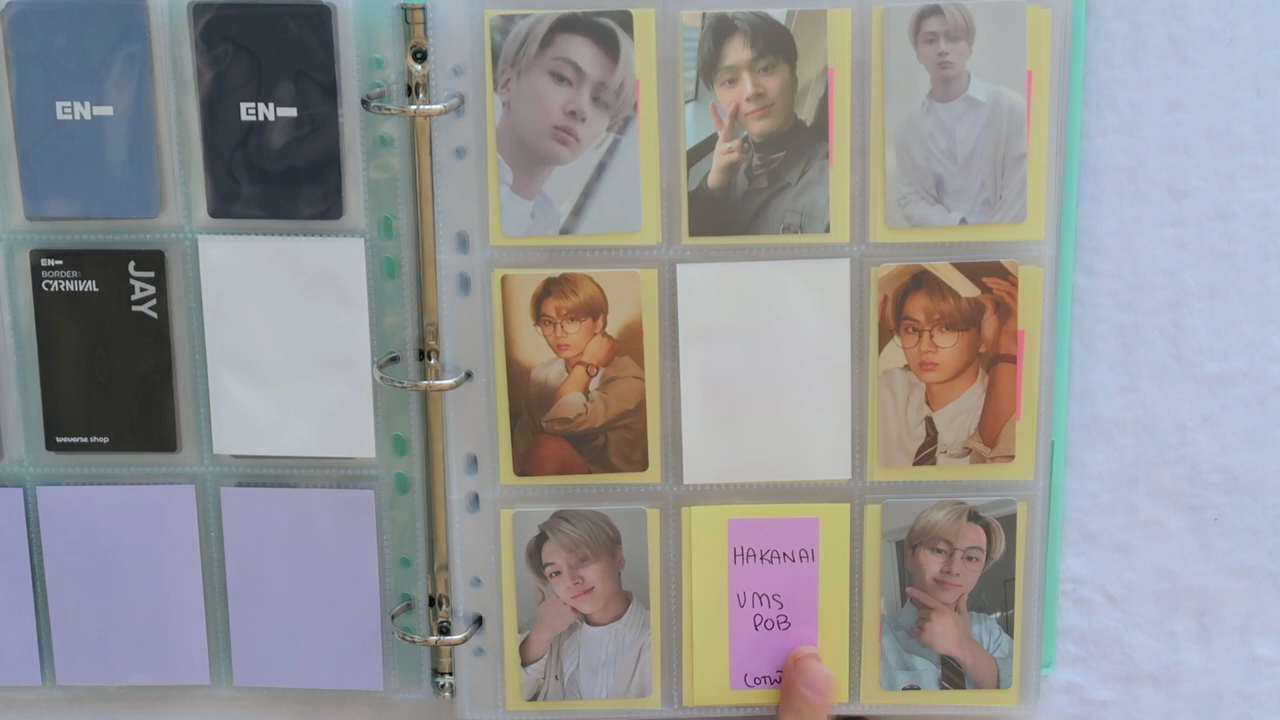 EN-
EN-
EN-
BORDER:
CARNIVAL
JAY
weverse shop
HAKANAI
VMS
POB